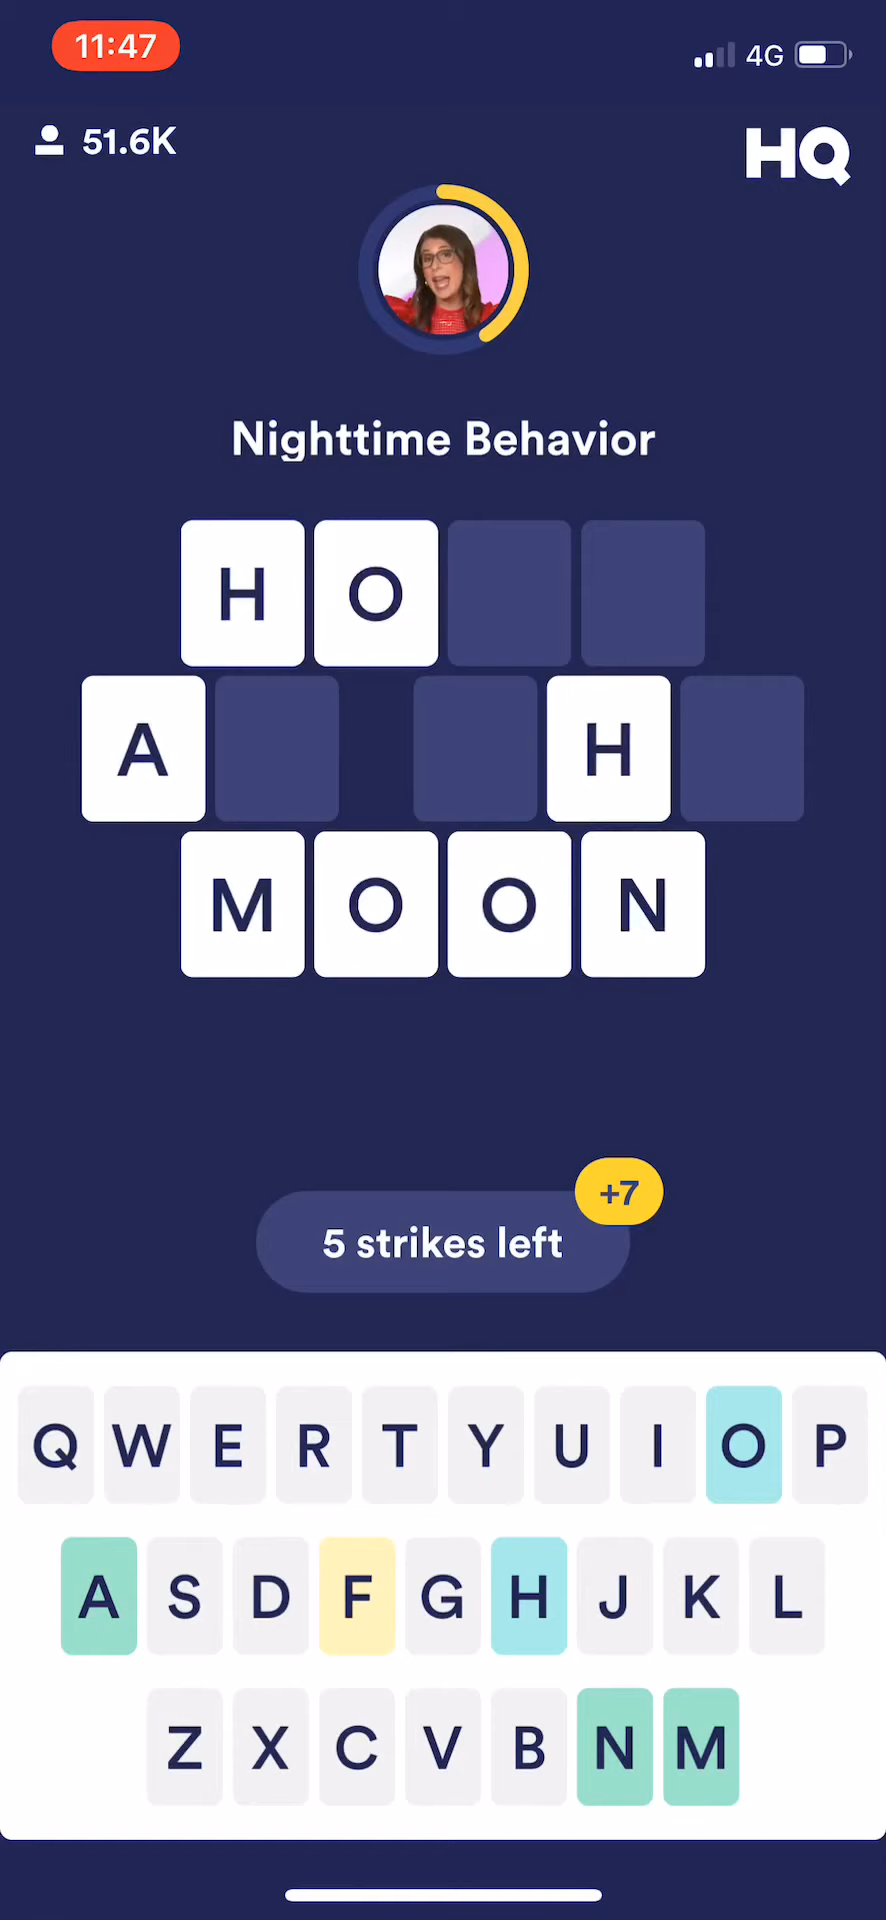 11:47 4G
51.6K HQ
Nighttime Behavior
H O
A H
M O O N
+7
5 strikes left
Q W E R T Y U I O P
A S D F G H J K L
Z X C V B N M